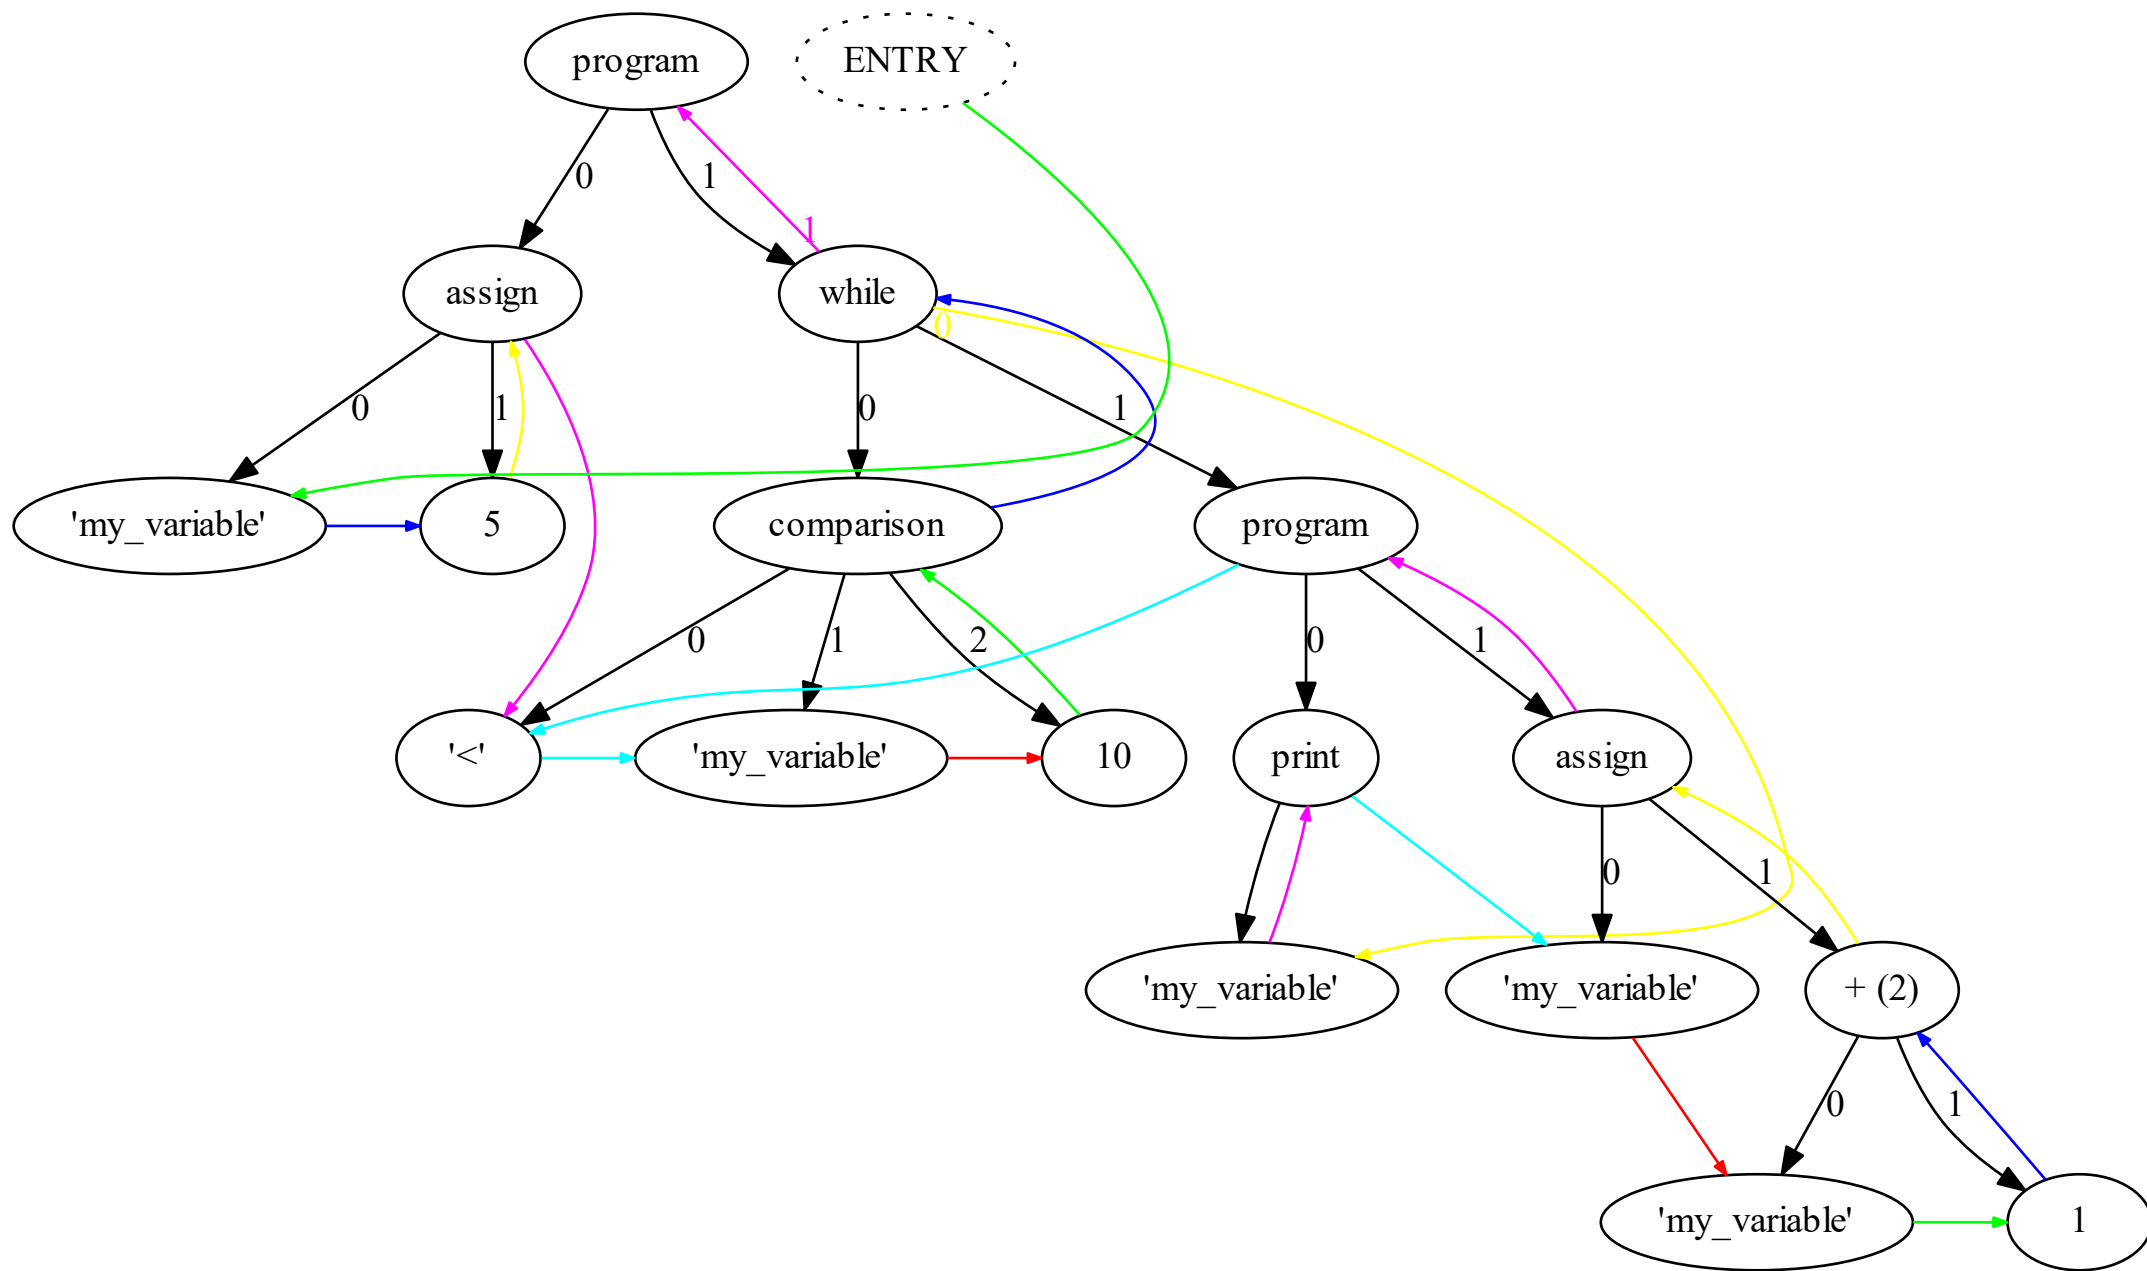 program
ENTRY
0
1
1
assign
while
0
0
1
0
1
'my_variable'
5
comparison
program
0
1
2
0
1
'<'
'my_variable'
10
print
assign
0
1
'my_variable'
'my_variable'
+ (2)
0
1
'my_variable'
1